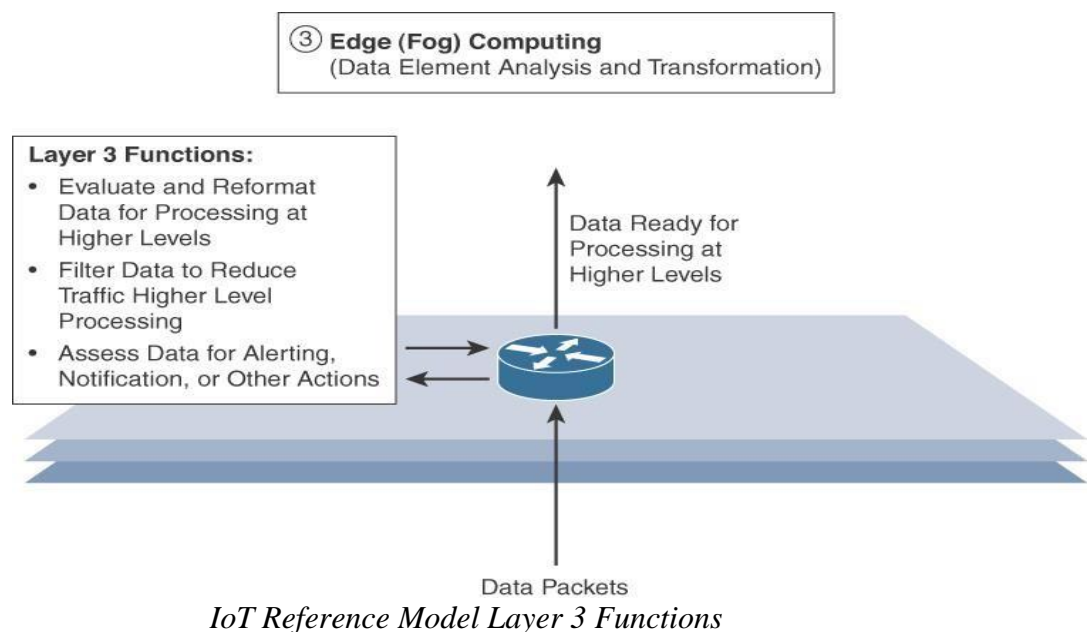 ③ Edge (Fog) Computing
(Data Element Analysis and Transformation)
Layer 3 Functions:
• Evaluate and Reformat
Data for Processing at
Higher Levels
• Filter Data to Reduce
Traffic Higher Level
Processing
• Assess Data for Alerting,
Notification, or Other Actions
Data Ready for
Processing at
Higher Levels
Data Packets
IoT Reference Model Layer 3 Functions